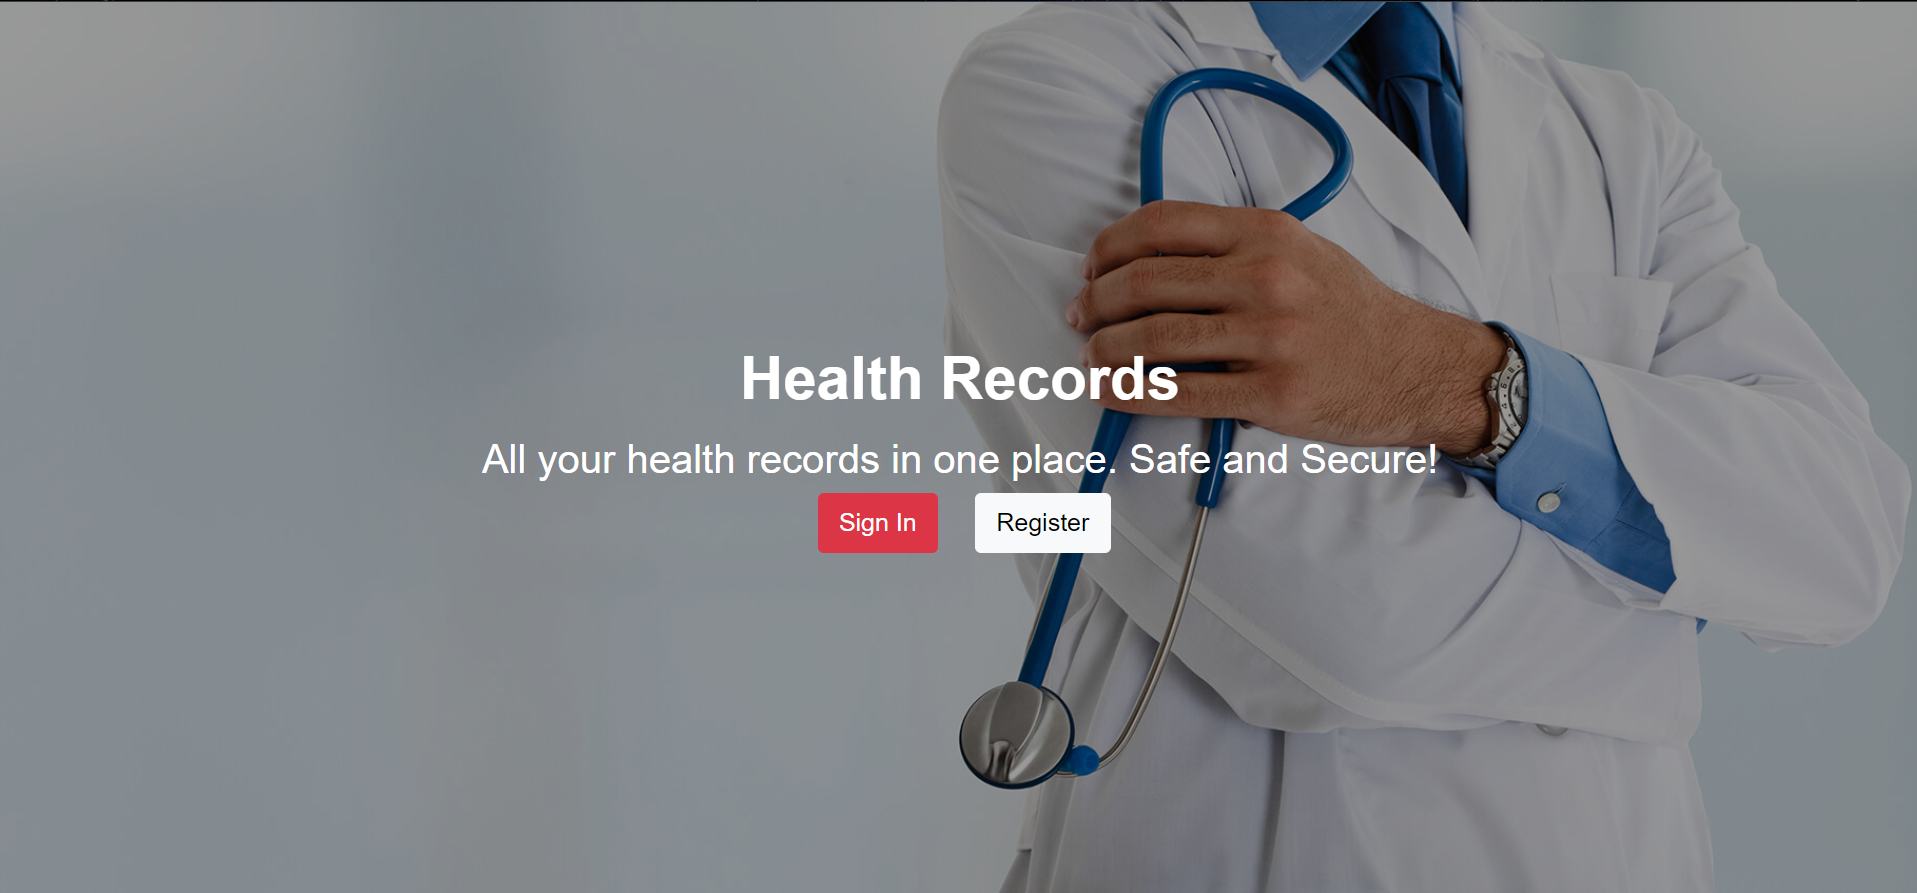 Health Records
All your health records in one place. Safe and Secure!
Sign In
Register